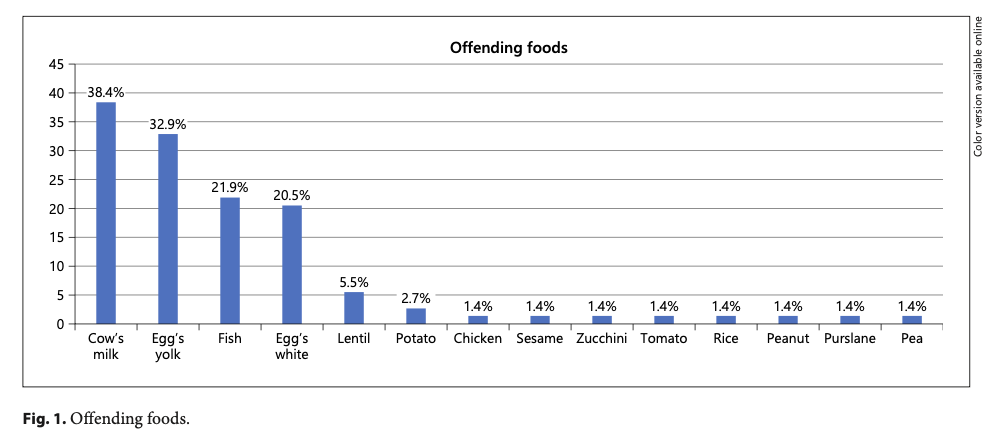 Offending foods
45
40
35
30
25
20
15
10
5
0
38.4%
32.9%
21.9%
20.5%
5.5%
2.7%
1.4%
1.4%
1.4%
1.4%
1.4%
1.4%
1.4%
1.4%
Cow's milk
Egg's yolk
Fish
Egg's white
Lentil
Potato
Chicken
Sesame
Zucchini
Tomato
Rice
Peanut
Purslane
Pea
Color version available online
Fig. 1. Offending foods.